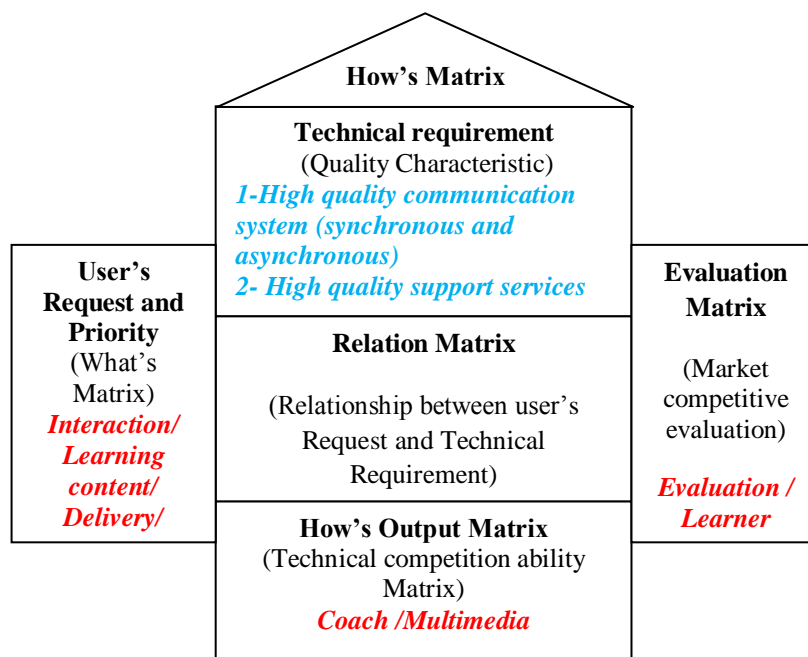 How's Matrix
Technical requirement
(Quality Characteristic)
1-High quality communication
system (synchronous and
asynchronous)
2- High quality support services
User's
Request and
Priority
(What's
Matrix)
Interaction/
Learning
content/
Delivery/
Relation Matrix
(Relationship between user's
Request and Technical
Requirement)
Evaluation
Matrix
(Market
competitive
evaluation)
Evaluation /
Learner
How's Output Matrix
(Technical competition ability
Matrix)
Coach /Multimedia